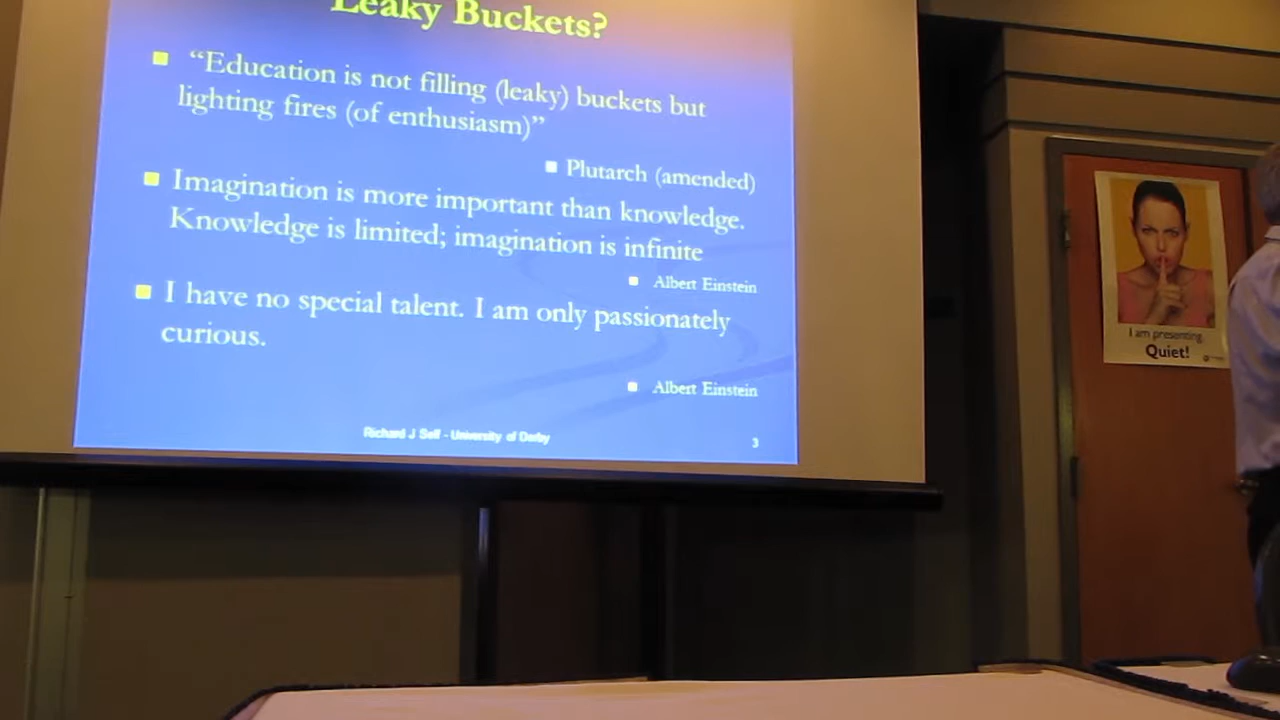 Leaky Buckets?
“Education is not filling (leaky) buckets but
lighting fires (of enthusiasm)”
Plutarch (amended)
Imagination is more important than knowledge.
Knowledge is limited; imagination is infinite
Albert Einstein
I have no special talent. I am only passionately
curious.
Albert Einstein
Richard J Self - University of Derby
3
I am presenting.
Quiet!